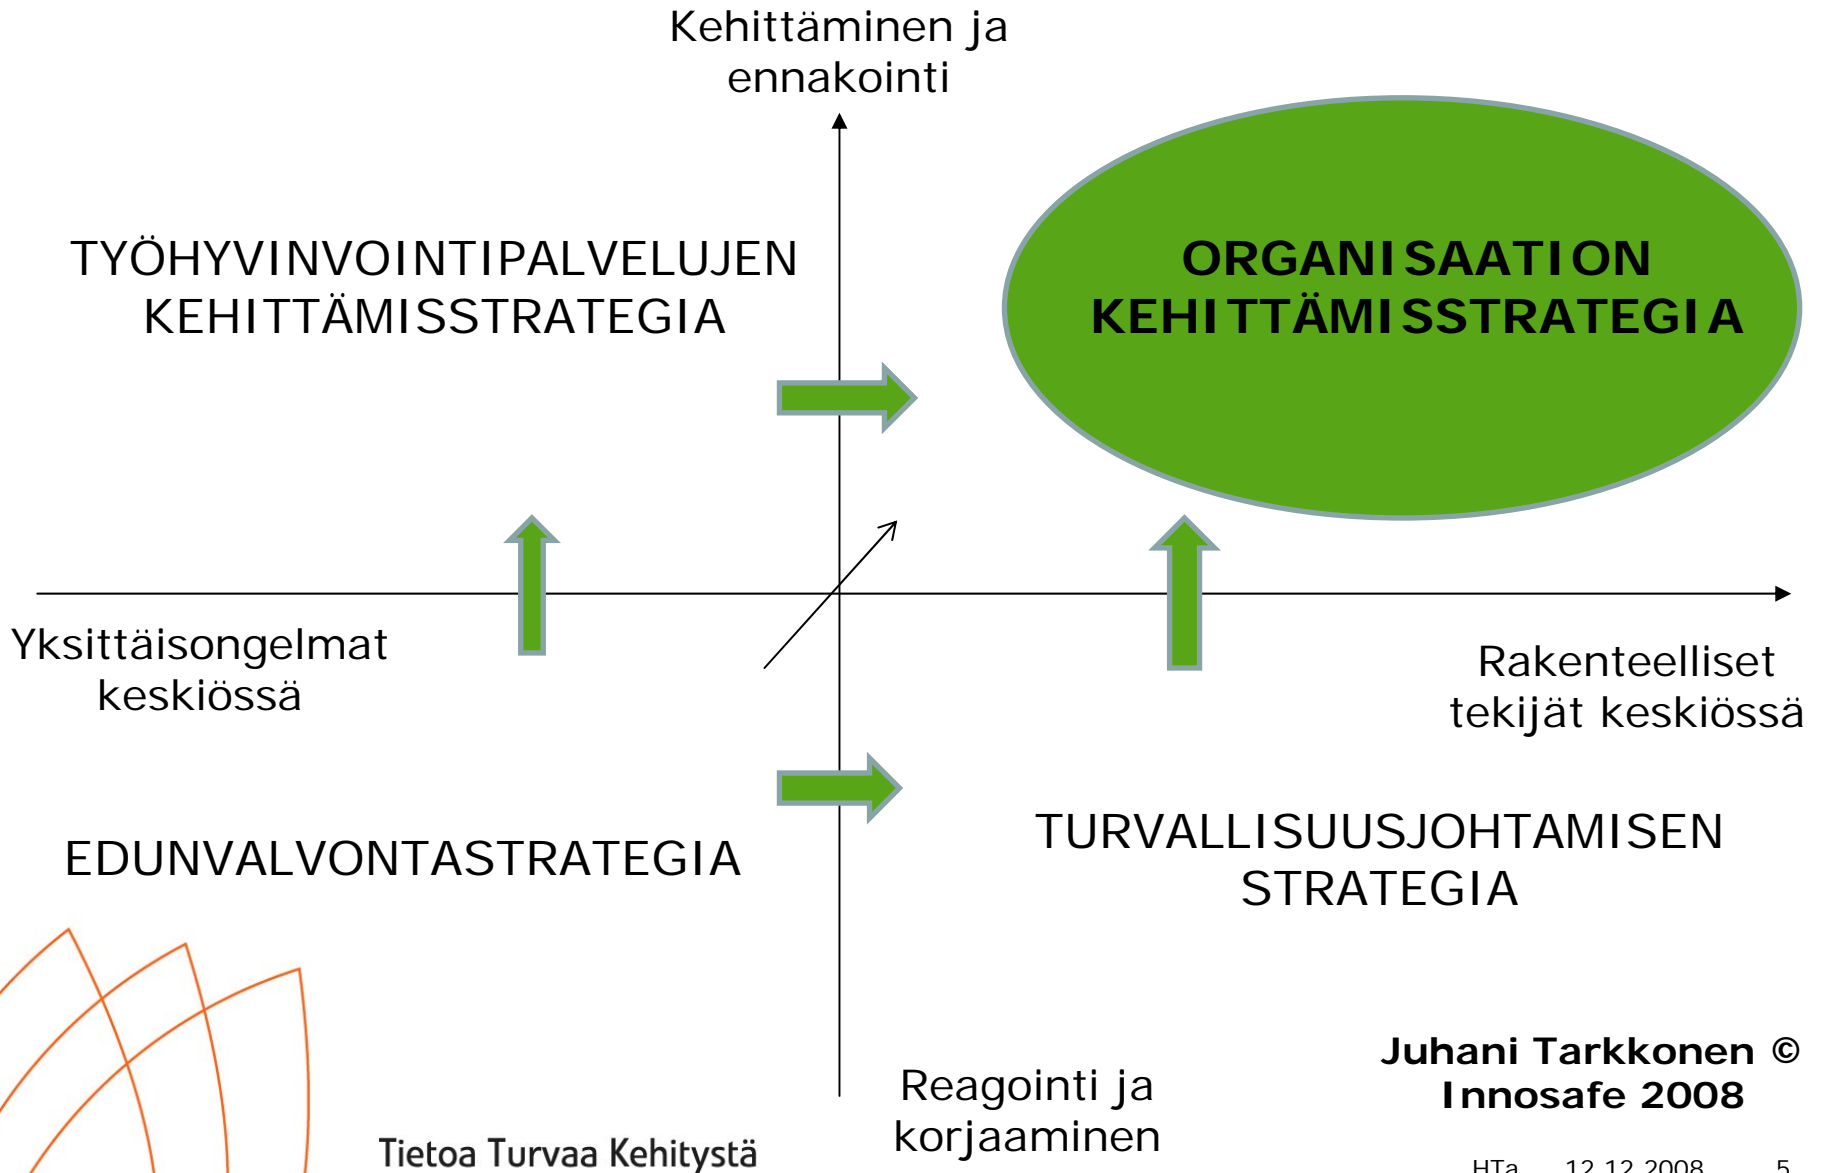 Kehittäminen ja
ennakointi
TYÖHYVINVOINTIPALVELUJEN
KEHITTÄMISSTRATEGIA
ORGANISAATION
KEHITTÄMISSTRATEGIA
Yksittäisongelmat
keskiössä
Rakenteelliset
tekijät keskiössä
EDUNVALVONTASTRATEGIA
TURVALLISUUSJOHTAMISEN
STRATEGIA
Reagointi ja
korjaaminen
Juhani Tarkkonen ©
Innosafe 2008
Tietoa Turvaa Kehitystä
HTa 12.12.2008 5